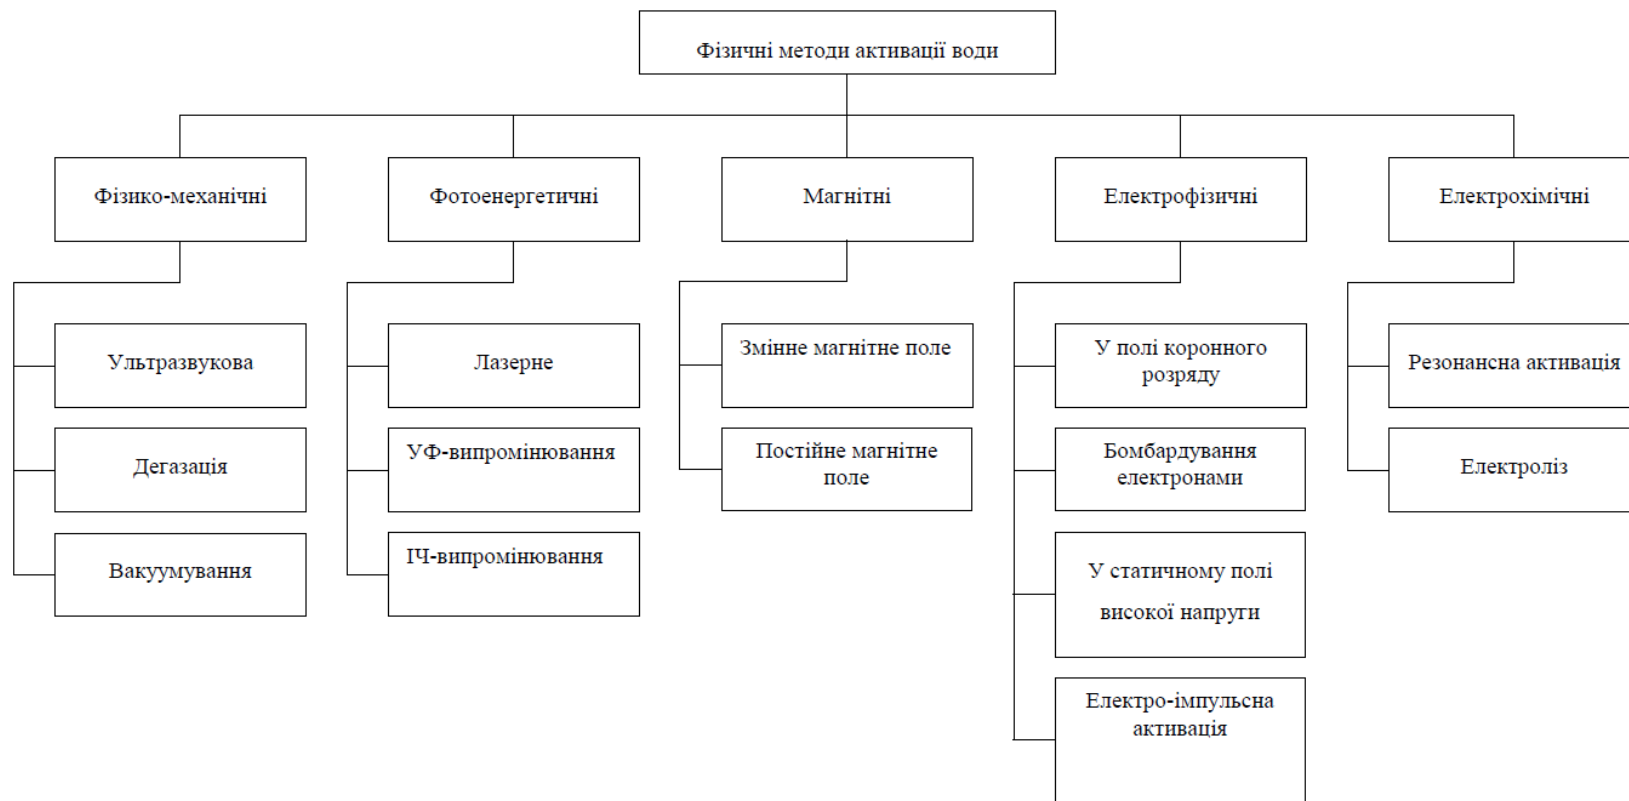 Фізичні методи активації води
Фізико-механічні
Фотоенергетичні
Магнітні
Електрофізичні
Електрохімічні
Ультразвукова
Дегазація
Вакуумування
Лазерне
УФ-випромінювання
ІЧ-випромінювання
Змінне магнітне поле
Постійне магнітне
поле
У полі коронного
розряду
Бомбардування
електронами
У статичному полі
високої напруги
Електро-імпульсна
активація
Резонансна активація
Електроліз